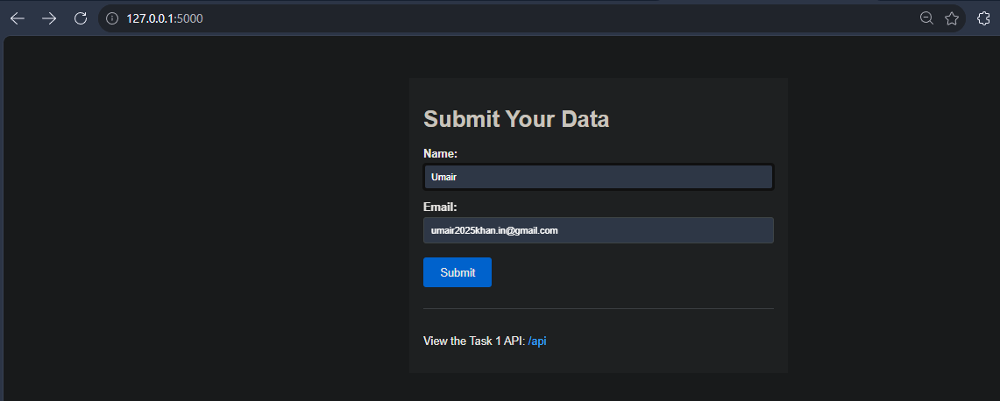 127.0.0.1:5000
Submit Your Data
Name:
Umair
Email:
umair2025khan.in@gmail.com
Submit
View the Task 1 API: /api